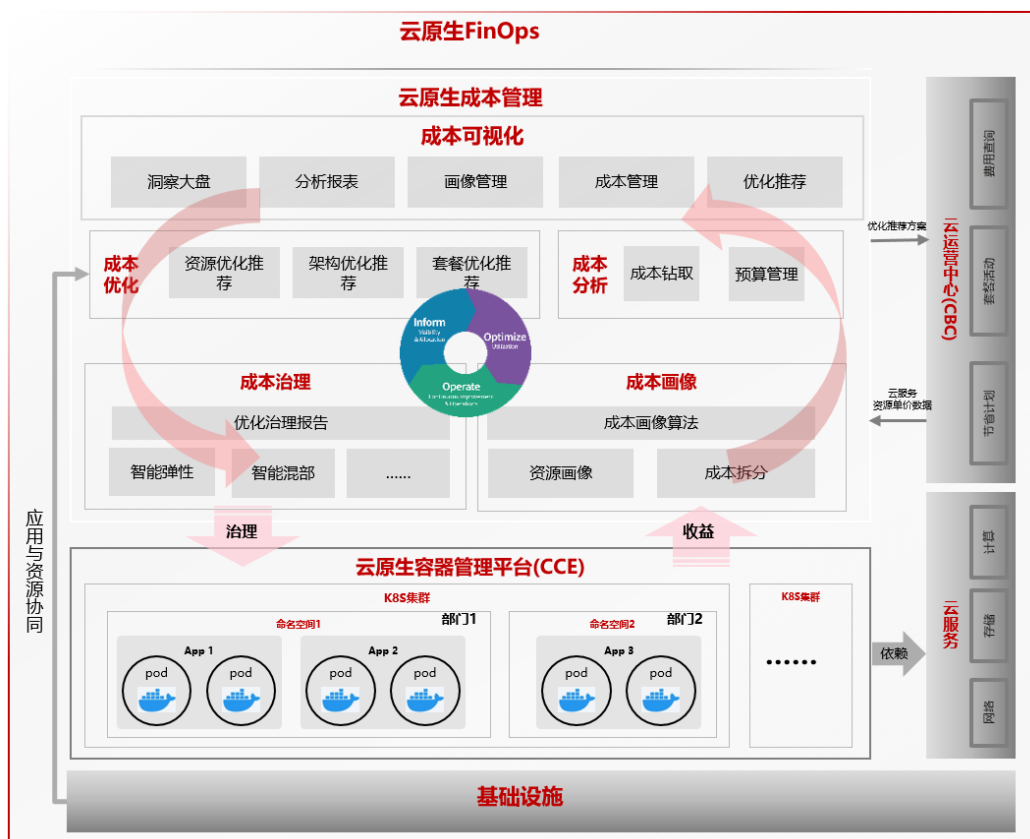 云原生FinOps
云原生成本管理
成本可视化
洞察大盘
分析报表
画像管理
成本管理
优化推荐
成本
优化
资源优化推
荐
架构优化推
荐
套餐优化推
荐
成本
分析
成本钻取
预算管理
Inform
Visibility
& Allocation
Optimize
Utilization
Operate
Continuous Improvement
& Operations
成本治理
优化治理报告
智能弹性
智能混部
......
成本画像
成本画像算法
资源画像
成本拆分
治理
收益
云原生容器管理平台(CCE)
K8S集群
命名空间1
部门1
App 1
pod
pod
App 2
pod
pod
命名空间2
部门2
App 3
pod
pod
K8S集群
......
应用与资源协同
基础设施
优化推荐方案
云服务
资源单价数据
依赖
云运营中心(CBC)
费用查询
套餐活动
节省计划
云服务
计算
存储
网络